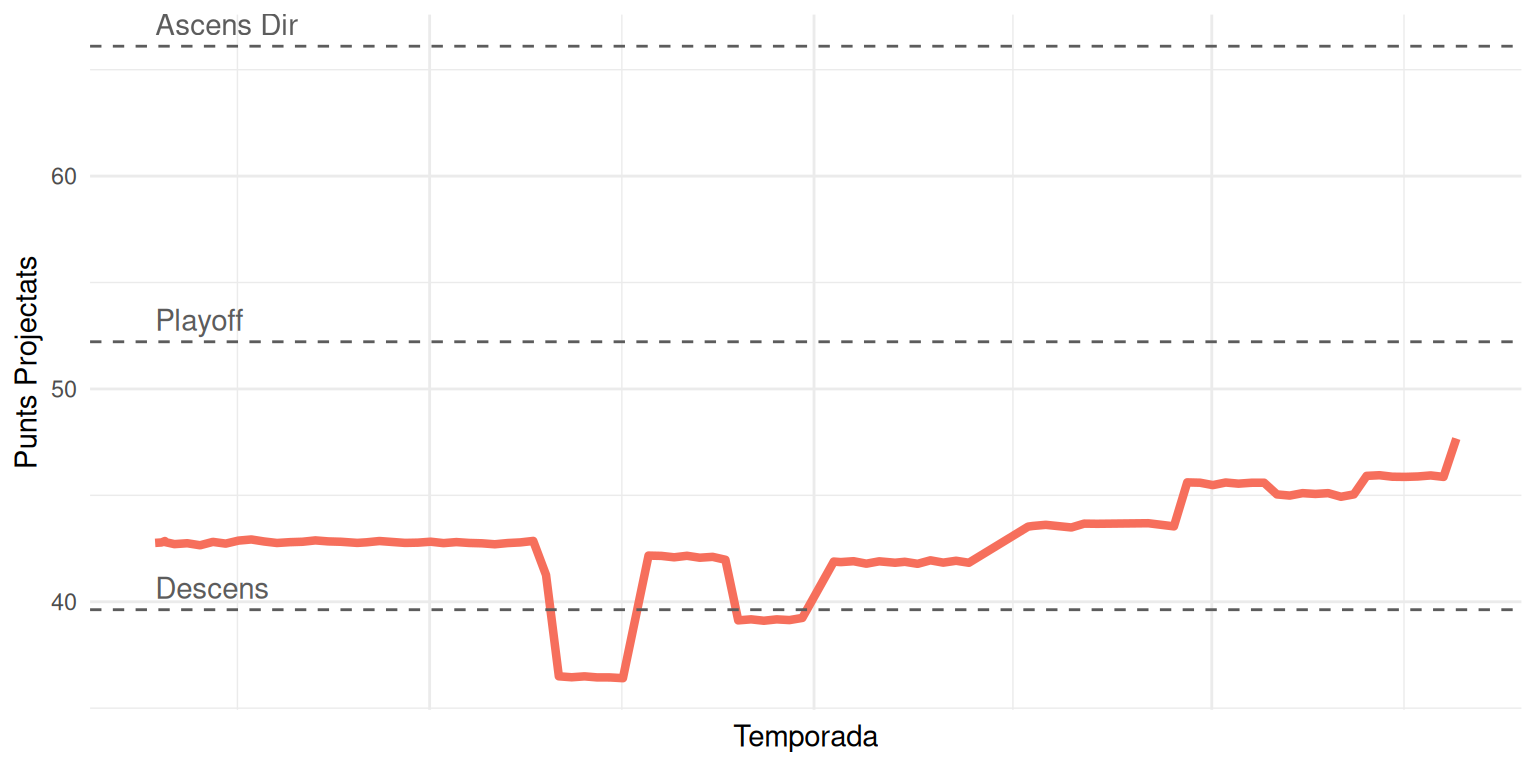 Ascens Dir
60
Playoff
50
Descens
40
Punts Projectats
Temporada